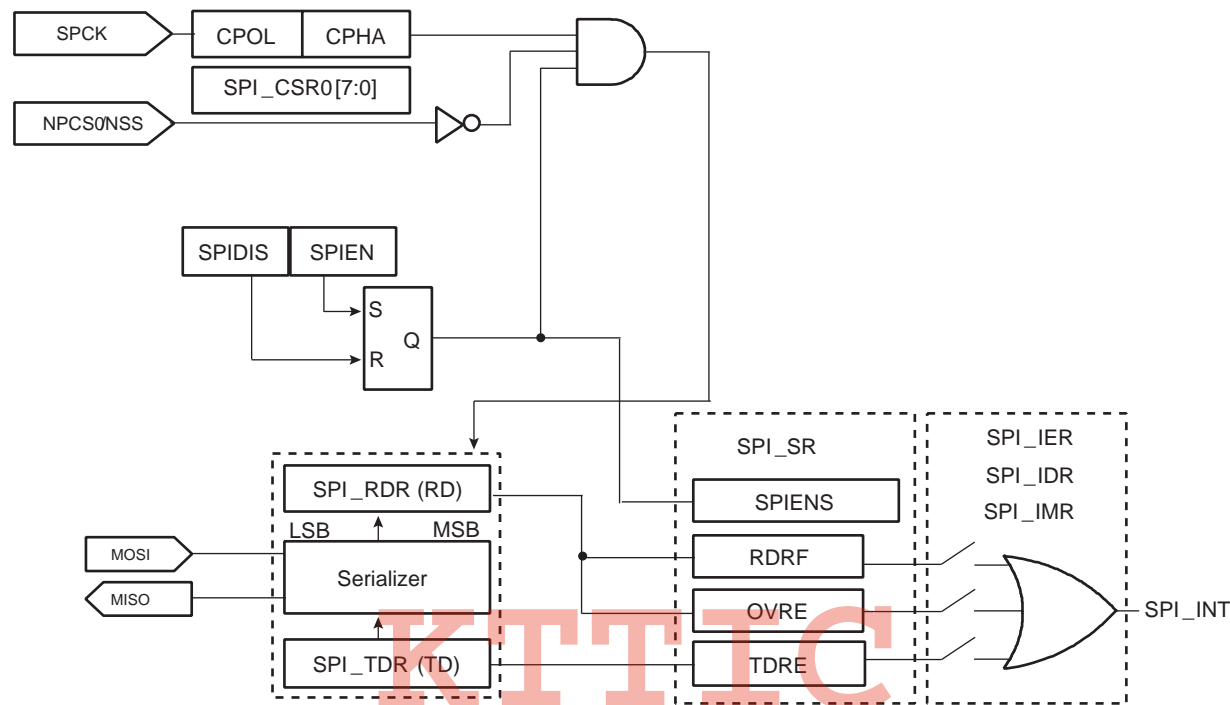 SPCK
CPOL
CPHA
SPI_CSR0[7:0]
NPCS0/NSS
SPIDIS
SPIEN
S
Q
R
SPI_SR
SPI_IER
SPI_IDR
SPI_IMR
SPI_RDR (RD)
SPIENS
LSB
MSB
MOSI
Serializer
RDRF
MISO
OVRE
SPI_INT
SPI_TDR (TD)
TDRE
KTTIC